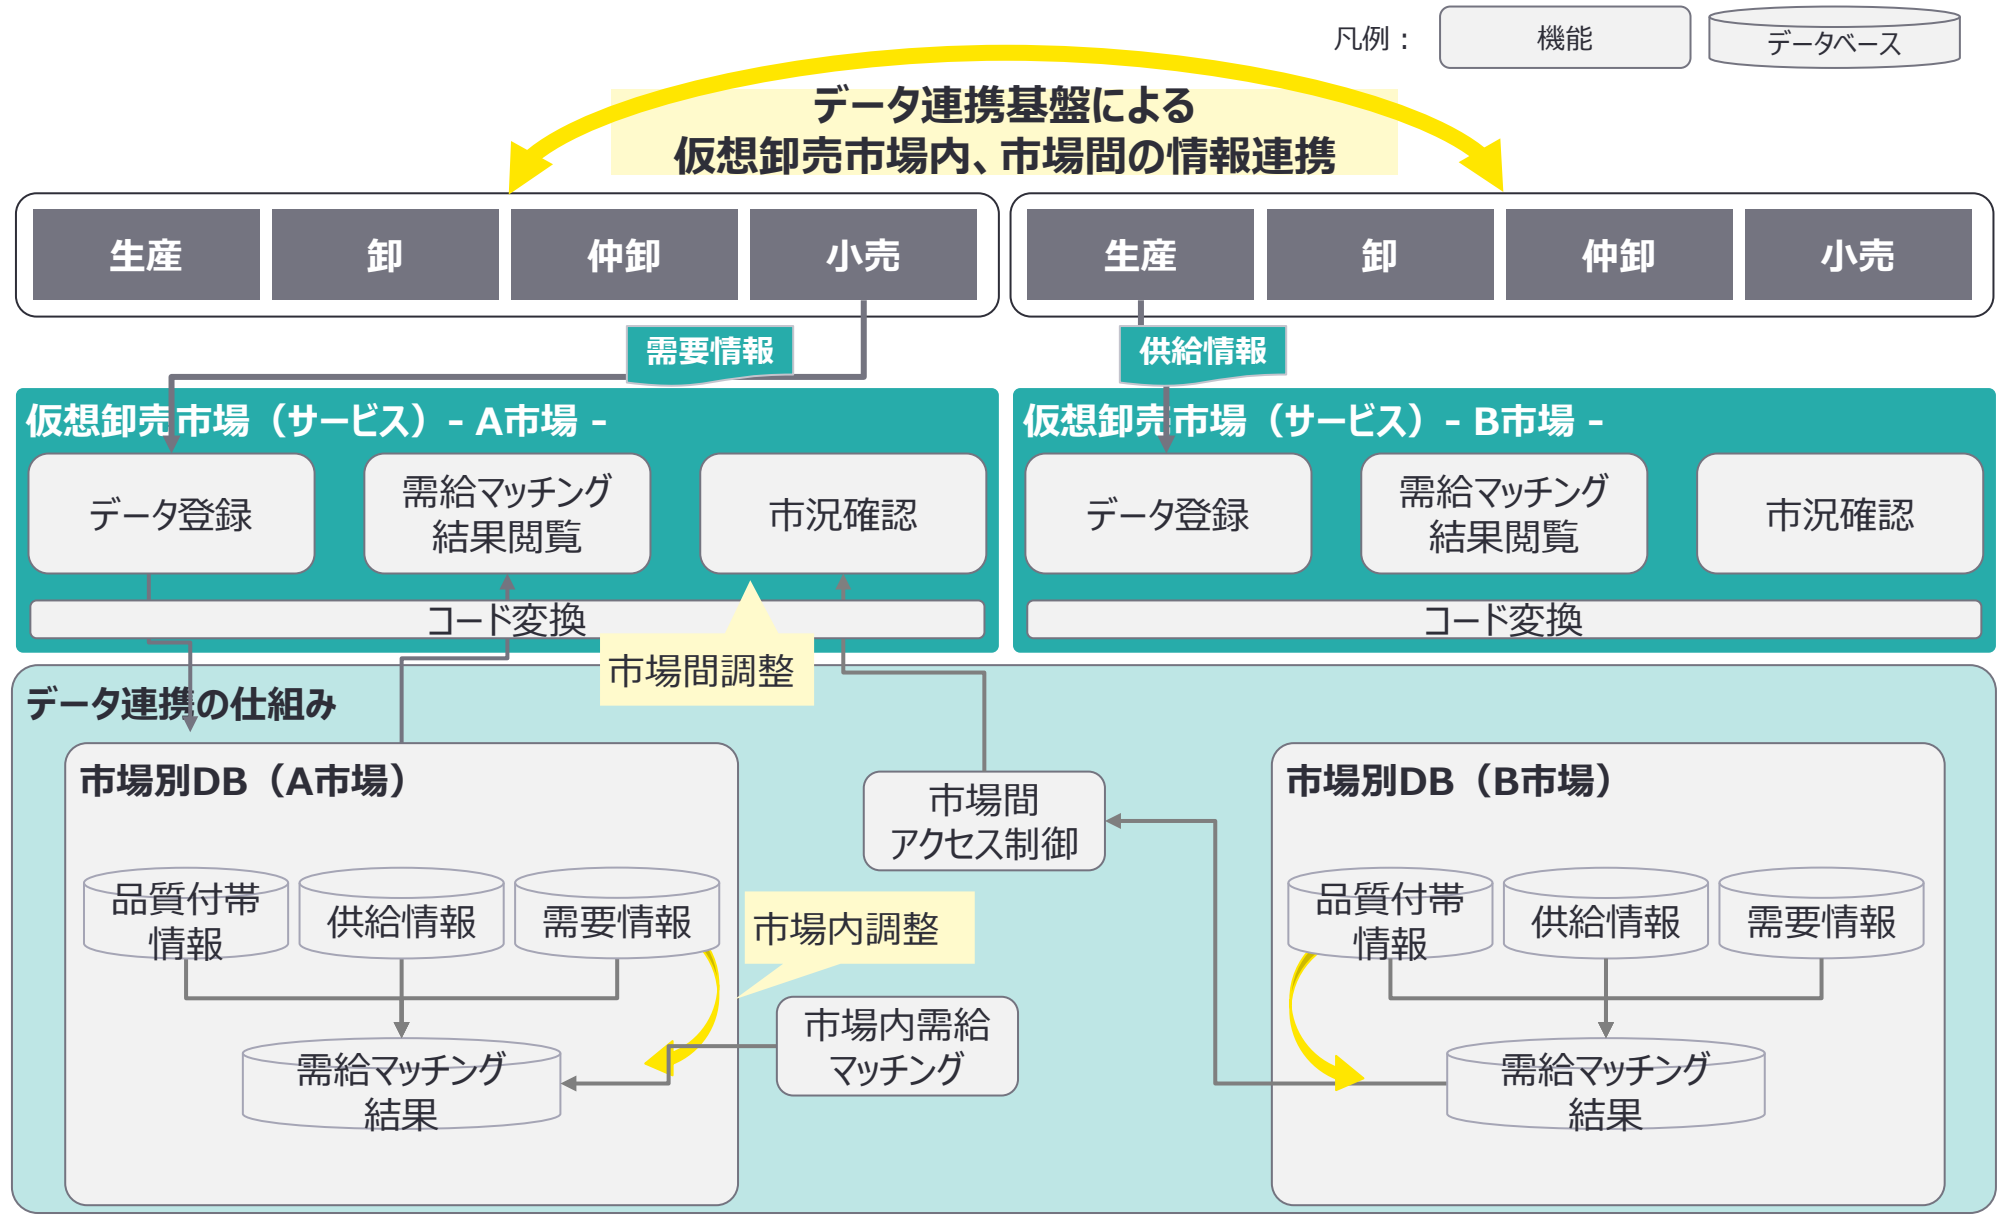 凡例：
機能
データベース
データ連携基盤による
仮想卸売市場内、市場間の情報連携
生産
卸
仲卸
小売
生産
卸
仲卸
小売
需要情報
供給情報
仮想卸売市場（サービス）- A市場 -
データ登録
需給マッチング
結果閲覧
市況確認
コード変換
仮想卸売市場（サービス）- B市場 -
データ登録
需給マッチング
結果閲覧
市況確認
コード変換
市場間調整
データ連携の仕組み
市場別DB（A市場）
品質付帯
情報
供給情報
需要情報
需給マッチング
結果
市場間
アクセス制御
市場内調整
市場内需給
マッチング
市場別DB（B市場）
品質付帯
情報
供給情報
需要情報
需給マッチング
結果